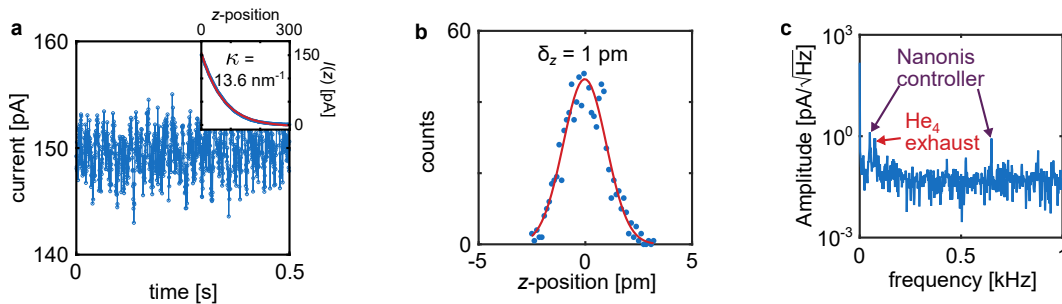 a
160
150
140
current [pA]
0
0.5
time [s]
z-position
0
300
κ =
13.6 nm⁻¹
150
0
I(z) [pA]
b
60
0
counts
δz = 1 pm
-5
0
5
z-position [pm]
c
10³
10⁰
10⁻³
Amplitude [pA/√Hz]
Nanonis
controller
He₄
exhaust
0
0.5
1
frequency [kHz]